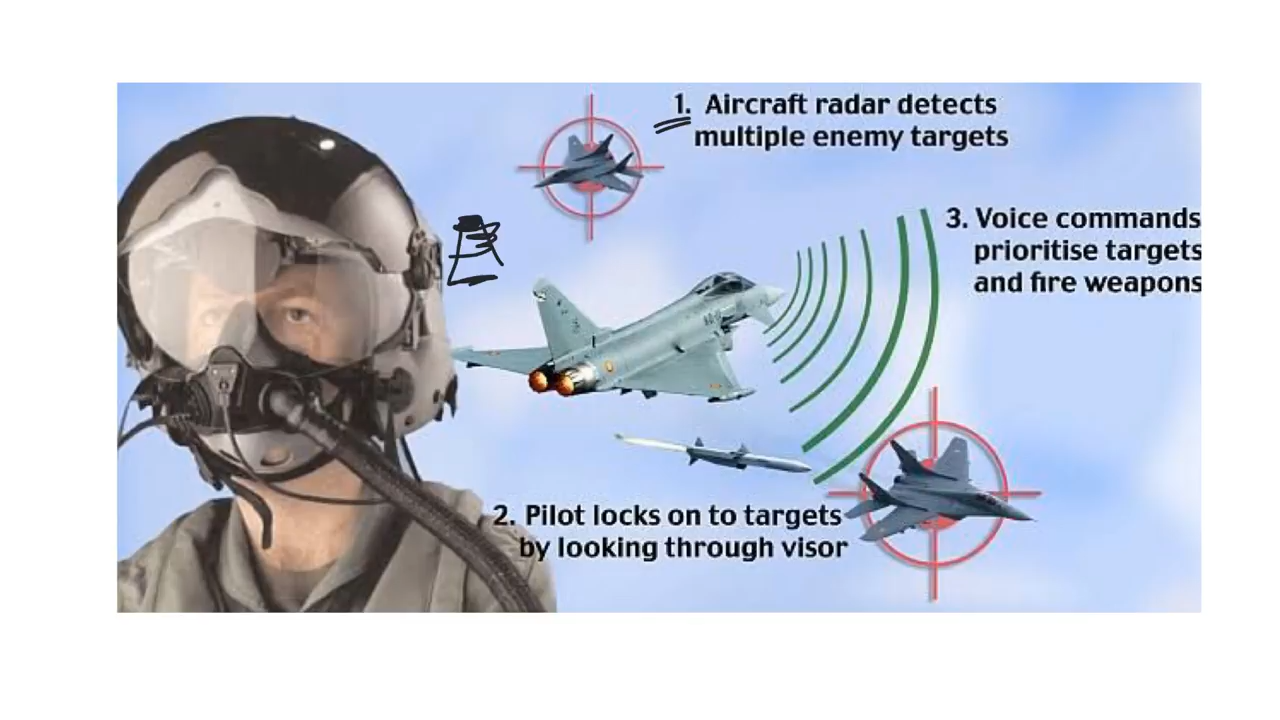 1. Aircraft radar detects
multiple enemy targets
3. Voice commands
prioritise targets
and fire weapons
2. Pilot locks on to targets
by looking through visor